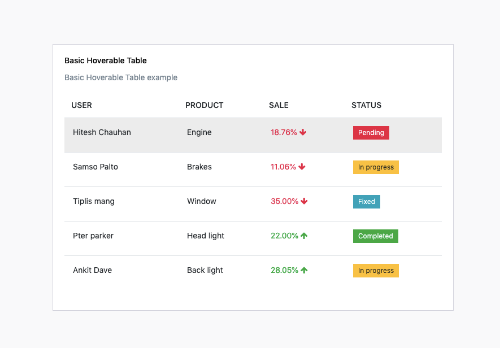 Basic Hoverable Table
Basic Hoverable Table example
USER PRODUCT SALE STATUS
Hitesh Chauhan Engine 18.76% Pending
Samso Palto Brakes 11.06% In progress
Tiplis mang Window 35.00% Fixed
Pter parker Head light 22.00% Completed
Ankit Dave Back light 28.05% In progress